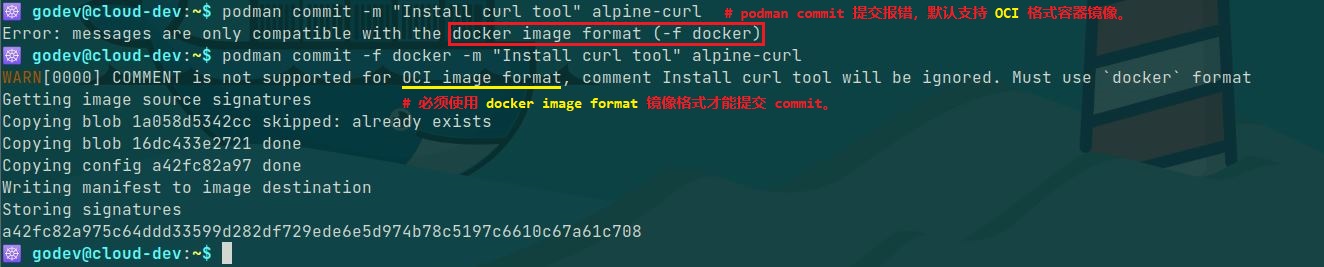 godev@cloud-dev:~$ podman commit -m "Install curl tool" alpine-curl # podman commit 提交报错，默认支持 OCI 格式容器镜像。
Error: messages are only compatible with the docker image format (-f docker)
godev@cloud-dev:~$ podman commit -f docker -m "Install curl tool" alpine-curl
WARN[0000] COMMENT is not supported for OCI image format, comment Install curl tool will be ignored. Must use `docker` format
Getting image source signatures # 必须使用 docker image format 镜像格式才能提交 commit。
Copying blob 1a058d5342cc skipped: already exists
Copying blob 16dc433e2721 done
Copying config a42fc82a97 done
Writing manifest to image destination
Storing signatures
a42fc82a975c64ddd33599d282df729ede6e5d974b78c5197c6610c67a61c708
godev@cloud-dev:~$